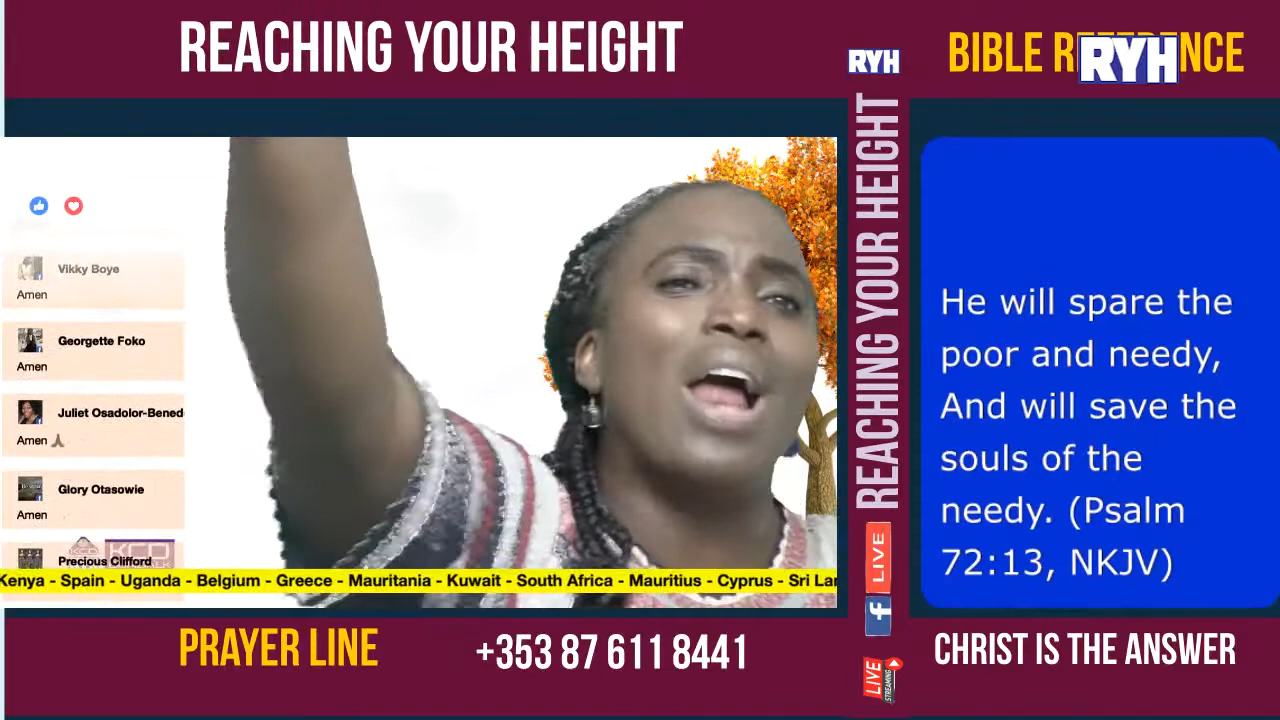 REACHING YOUR HEIGHT
RYH
BIBLE R
RYH
NCE
Vikky Boye
Amen
Georgette Foko
Amen
Juliet Osadolor-Bened
Amen 🙏
Glory Otasowie
Amen
KCD
Precious Clifford
Kenya - Spain - Uganda - Belgium - Greece - Mauritania - Kuwait - South Africa - Mauritius - Cyprus - Sri Lan
REACHING YOUR HEIGHT
LIVE
f
LIVE
STREAMING
He will spare the
poor and needy,
And will save the
souls of the
needy. (Psalm
72:13, NKJV)
PRAYER LINE
+353 87 611 8441
CHRIST IS THE ANSWER